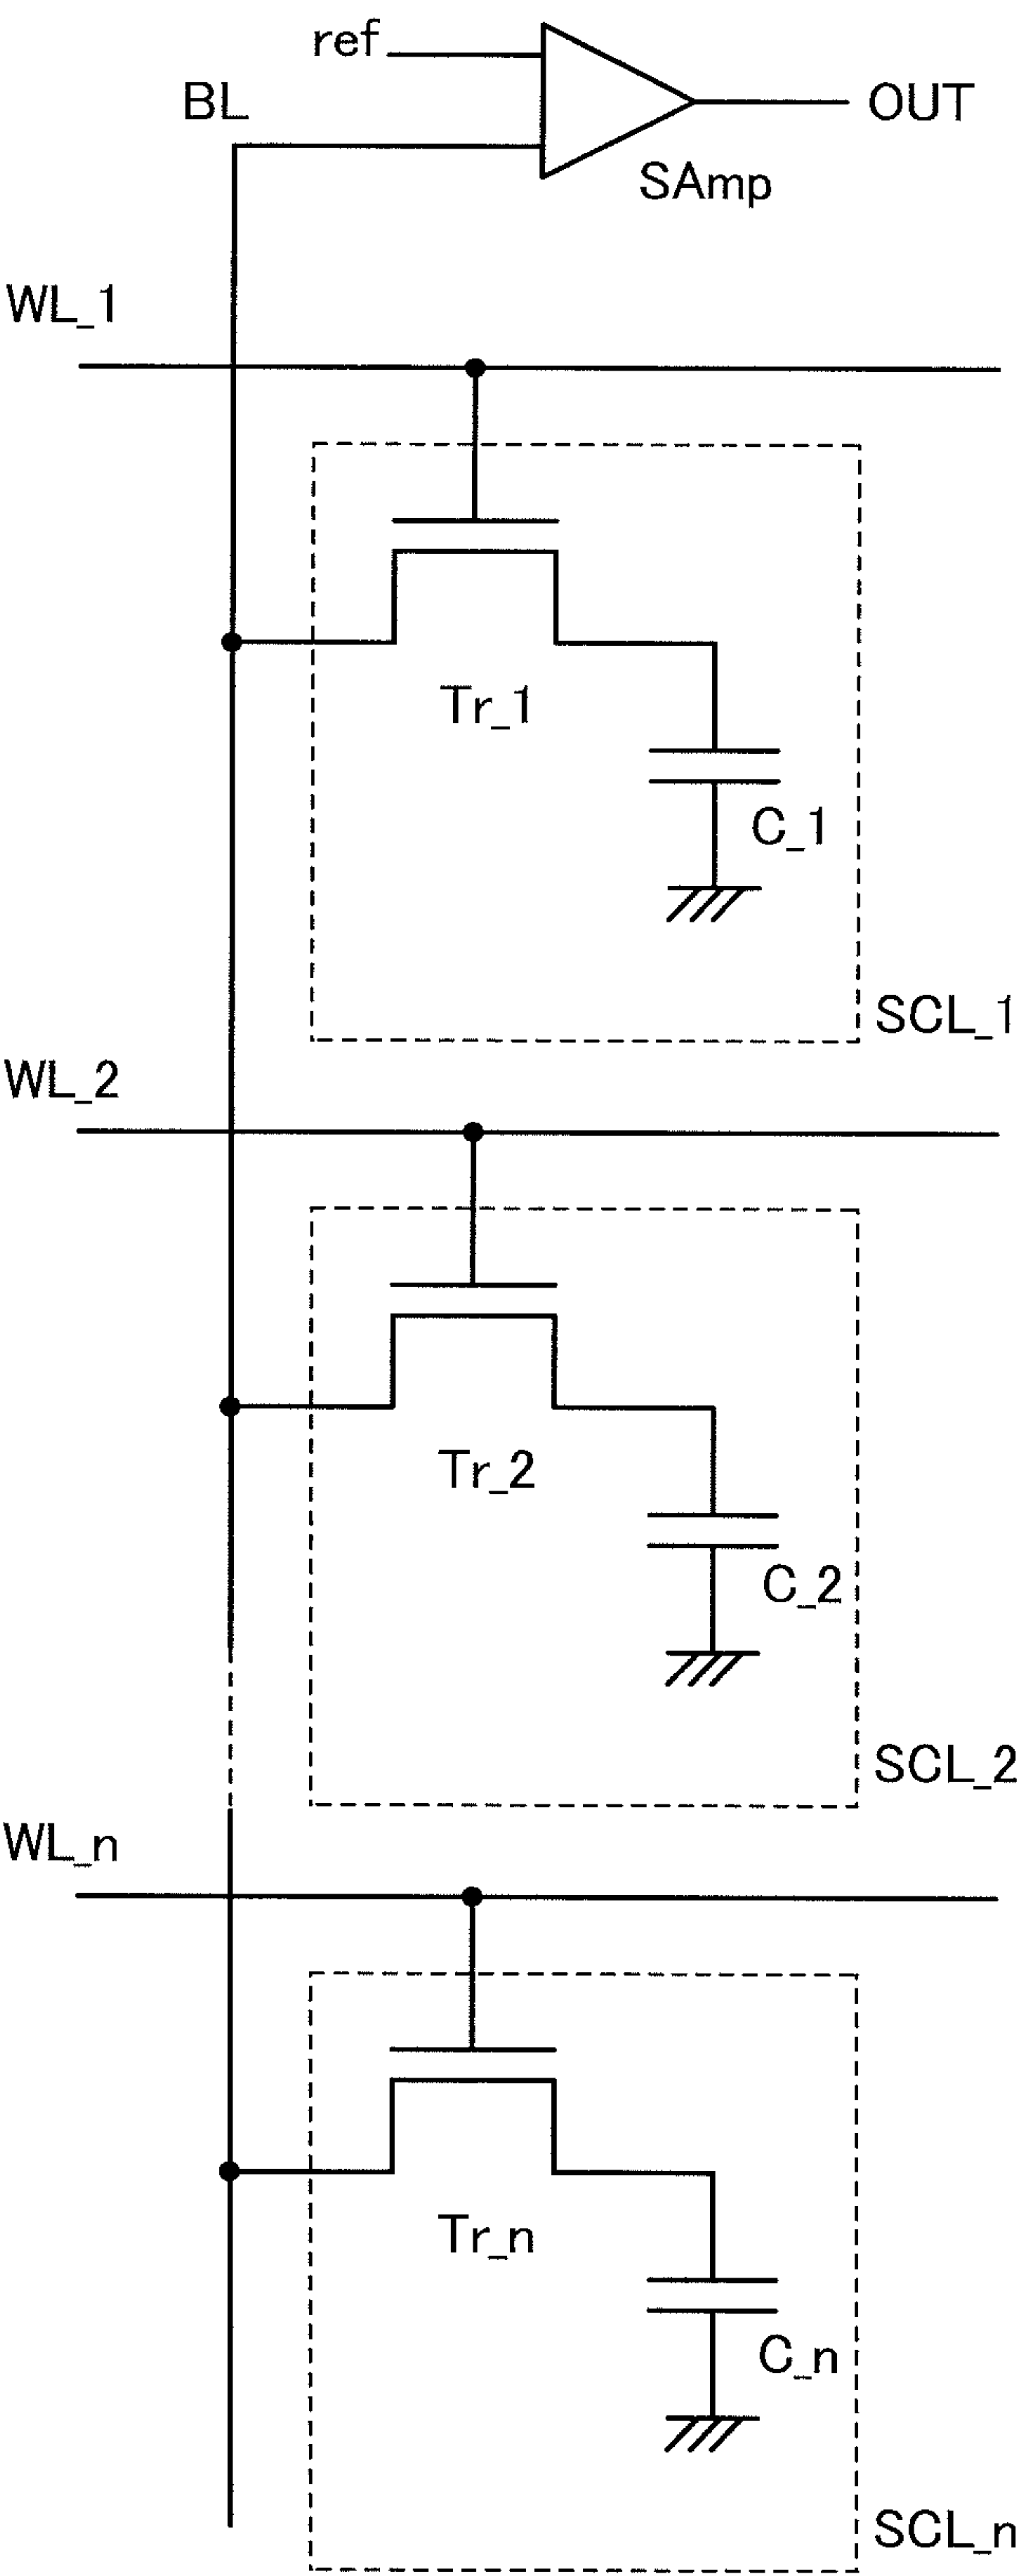 ref
BL
OUT
SAmp
WL_1
Tr_1
C_1
SCL_1
WL_2
Tr_2
C_2
SCL_2
WL_n
Tr_n
C_n
SCL_n